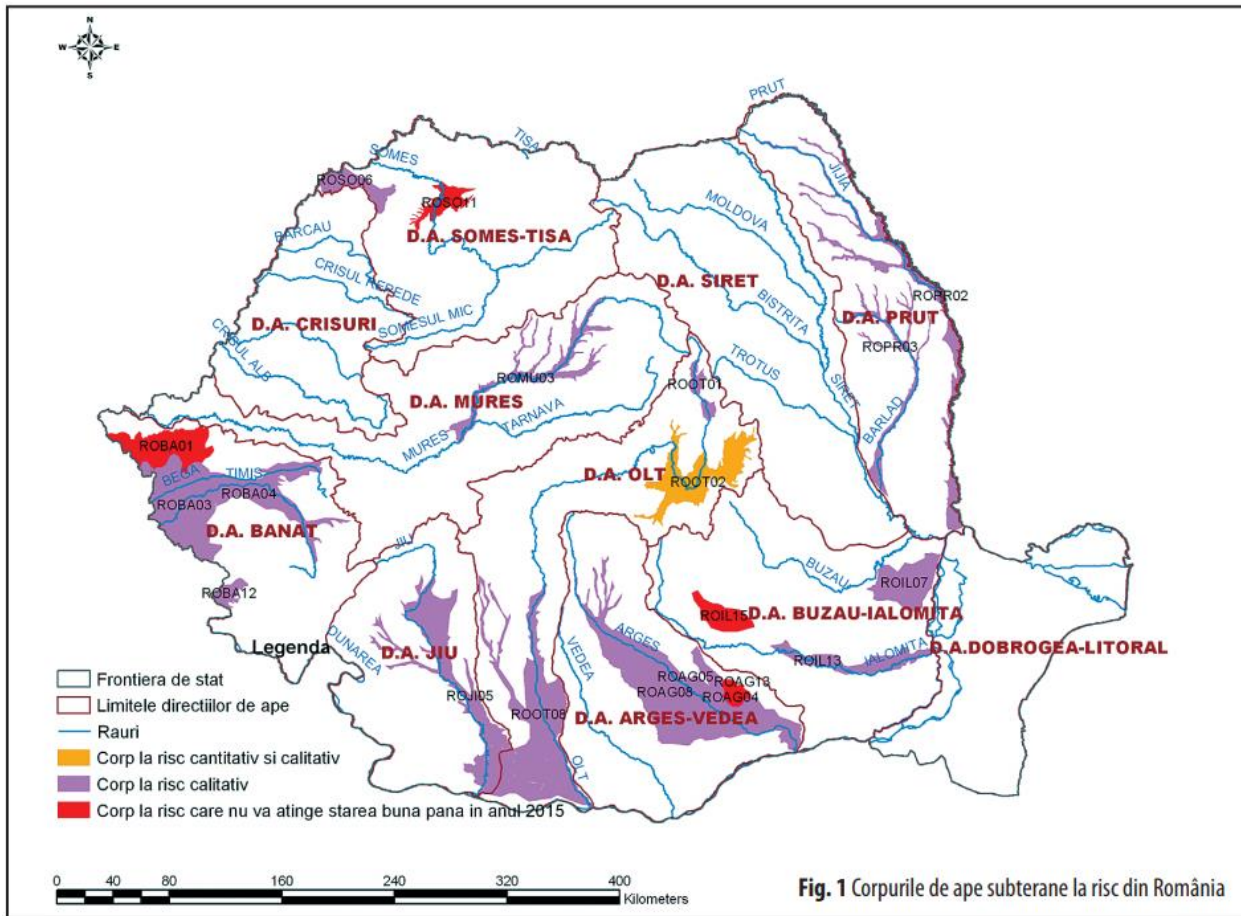 N
W E
S
PRUT
TISA
SOMES
JIJIA
ROSO06
ROSO11
MOLDOVA
BARCAU
D.A. SOMES-TISA
CRISUL REPEDE
D.A. SIRET
BISTRITA
ROPR02
D.A. CRISURI
SOMESUL MIC
D.A. PRUT
ROPR03
CRISUL ALB
TROTUS
SIRET
ROMU03
ROOT01
D.A. MURES
TARNAVA
BARLAD
MURES
ROBA01
BEGA
TIMIS
D.A. OLT
ROOT02
ROBA04
ROBA03
D.A. BANAT
JIU
BUZAU
ROIL07
ROBA12
ROIL15
D.A. BUZAU-IALOMITA
DUNAREA
D.A. JIU
VEDEA
ARGES
ROIL13
IALOMITA
D.A.DOBROGEA-LITORAL
ROAG05
ROAG13
ROJI05
ROAG08
ROAG04
ROOT08
D.A. ARGES-VEDEA
OLT
Legenda
Frontiera de stat
Limitele directiilor de ape
Rauri
Corp la risc cantitativ si calitativ
Corp la risc calitativ
Corp la risc care nu va atinge starea buna pana in anul 2015
0 40 80 160 240 320 400
Kilometers
Fig. 1 Corpurile de ape subterane la risc din România